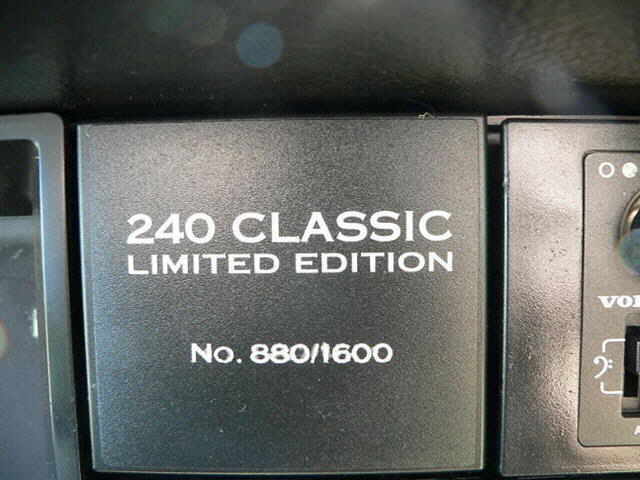 240 CLASSIC
LIMITED EDITION
No. 880/1600